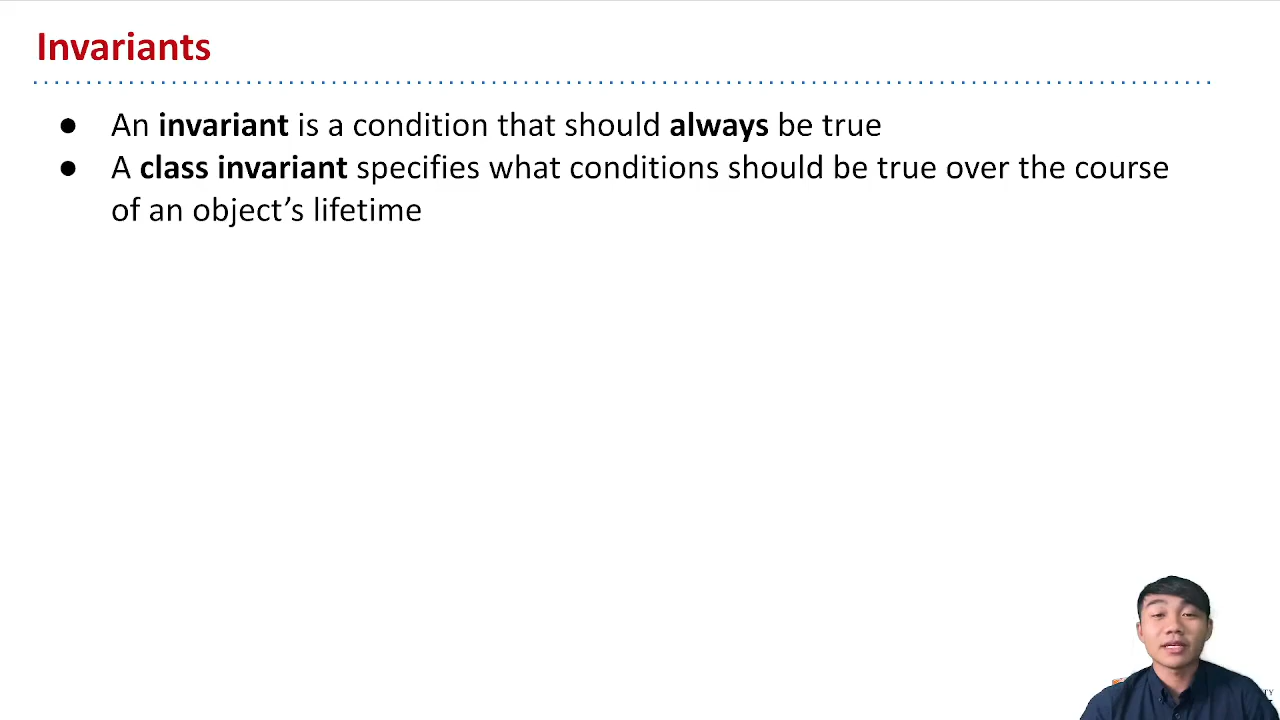 Invariants
● An invariant is a condition that should always be true
● A class invariant specifies what conditions should be true over the course
of an object’s lifetime